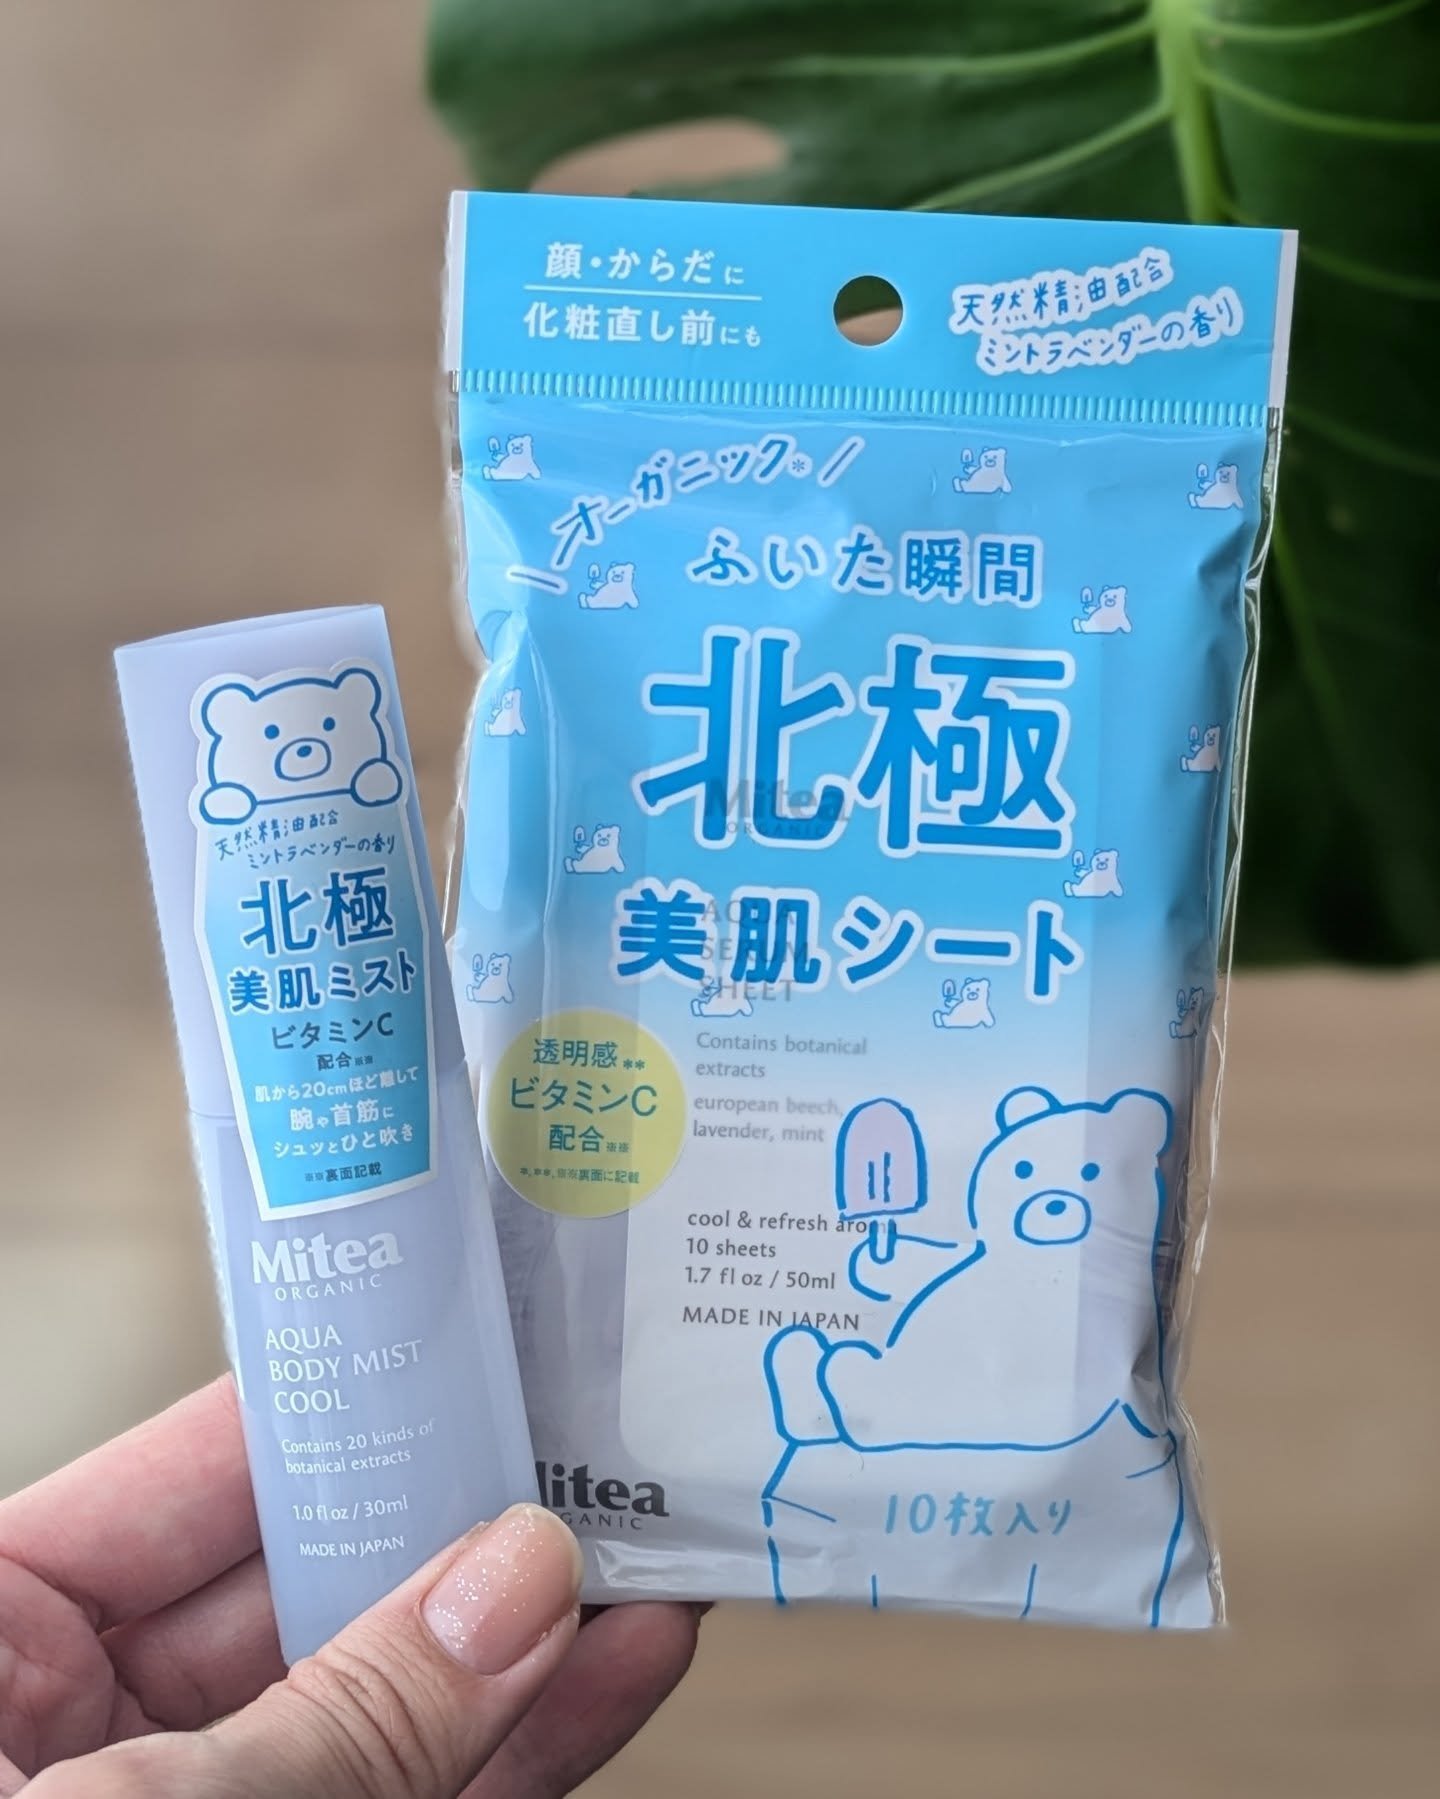 顔・からだに
化粧直し前にも
天然精油配合
ミントラベンダーの香り
オーガニック*
ふいた瞬間
北極
Mitea
ORGANIC
美肌シート
AQUA
SERUM
SHEET
Contains botanical
extracts
european beech,
lavender, mint
透明感**
ビタミンC
配合※※
*,**,※※裏面に記載
cool & refresh aroma
10 sheets
1.7 fl oz / 50ml
MADE IN JAPAN
Mitea
ORGANIC
10枚入り
天然精油配合
ミントラベンダーの香り
北極
美肌ミスト
ビタミンC
配合※※
肌から20cmほど離して
腕や首筋に
シュッとひと吹き
※※裏面記載
Mitea
ORGANIC
AQUA
BODY MIST
COOL
Contains 20 kinds of
botanical extracts
1.0 fl oz / 30ml
MADE IN JAPAN